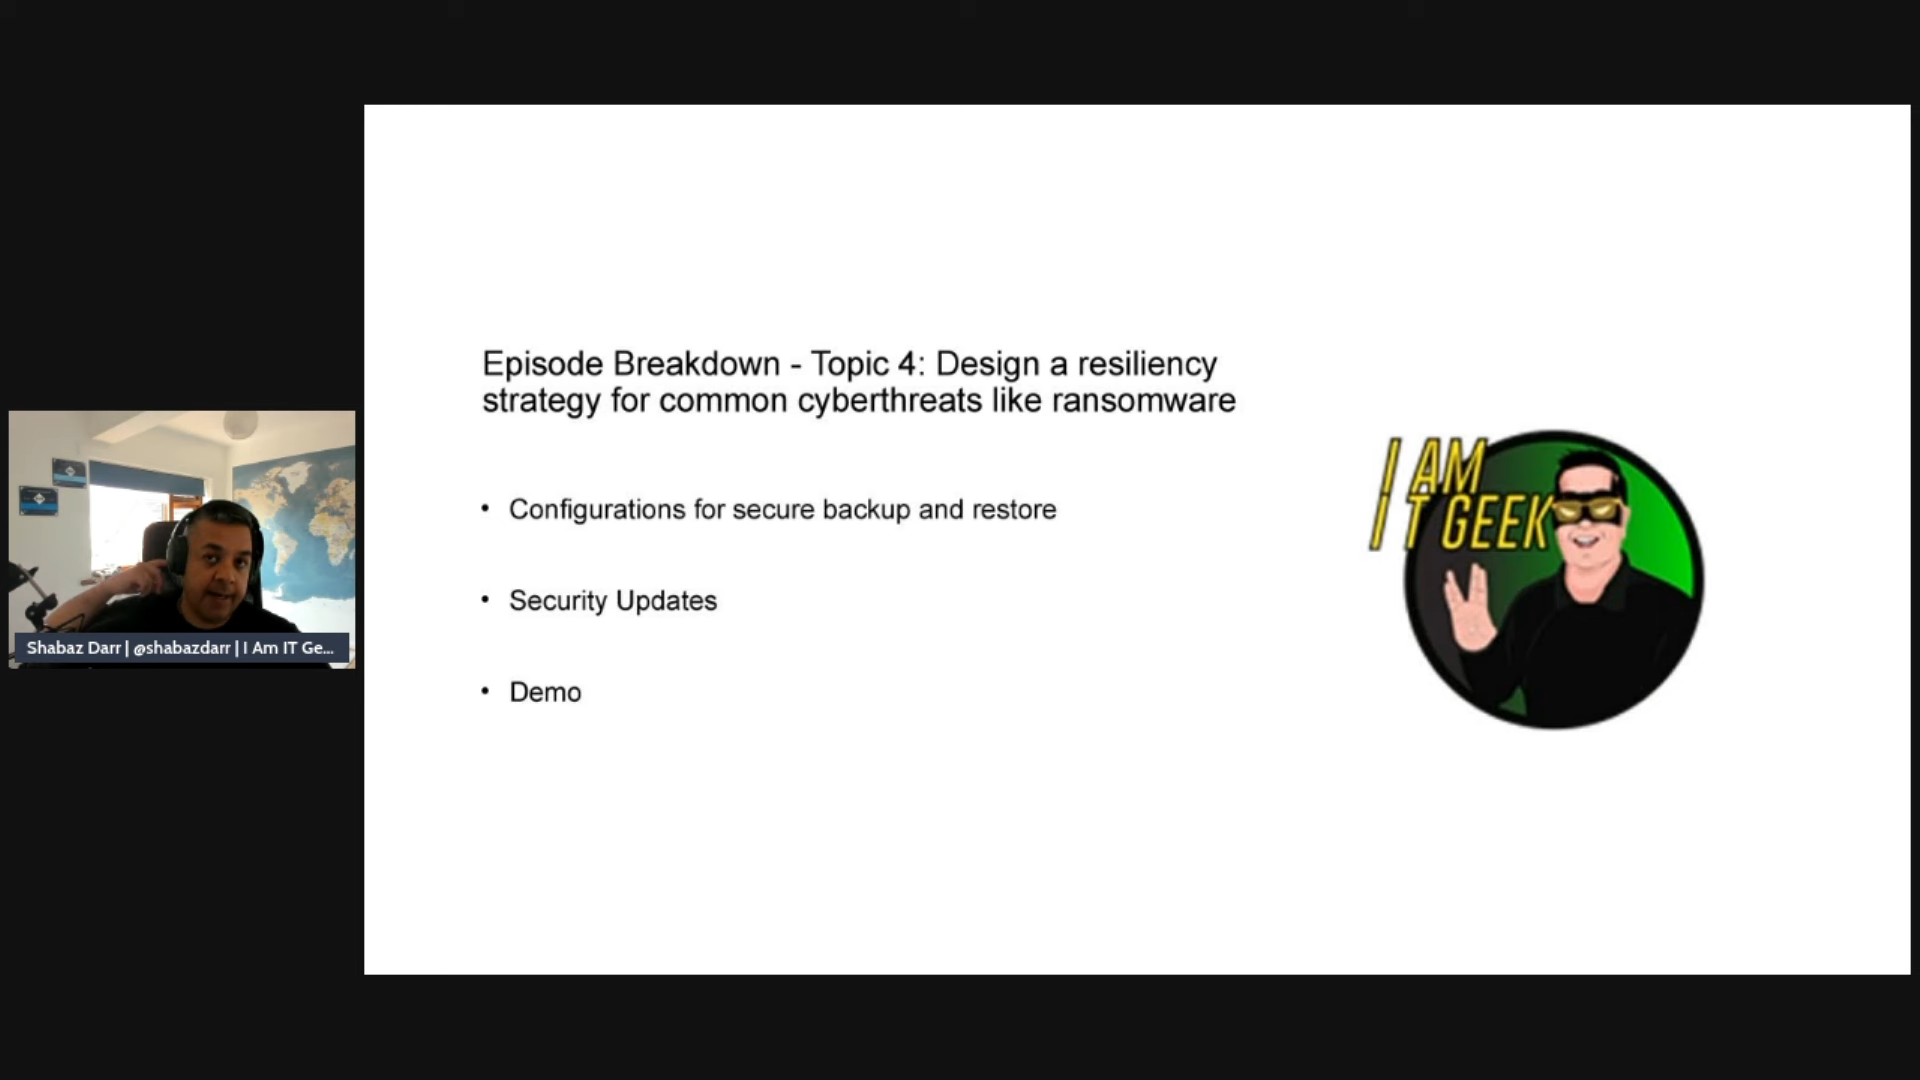 Episode Breakdown - Topic 4: Design a resiliency
strategy for common cyberthreats like ransomware
• Configurations for secure backup and restore
• Security Updates
• Demo
I AM
I T GEEK
Shabaz Darr | @shabazdarr | I Am IT Ge...